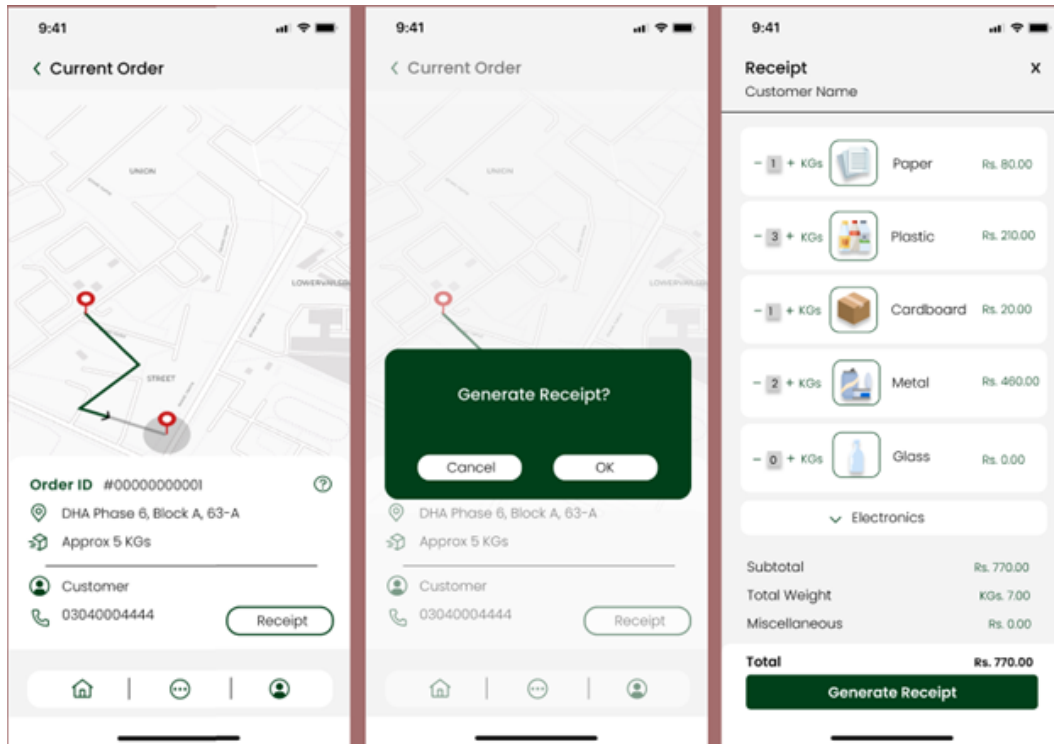 9:41
Current Order
UNION
LOWER
STREET
Order ID #00000000001
DHA Phase 6, Block A, 63-A
Approx 5 KGs
Customer
03040004444
Receipt
9:41
Current Order
UNION
Generate Receipt?
Cancel
OK
DHA Phase 6, Block A, 63-A
Approx 5 KGs
Customer
03040004444
Receipt
9:41
Receipt
X
Customer Name
- 1 + KGs Paper Rs. 80.00
- 3 + KGs Plastic Rs. 210.00
- 1 + KGs Cardboard Rs. 20.00
- 2 + KGs Metal Rs. 460.00
- 0 + KGs Glass Rs. 0.00
Electronics
Subtotal Rs. 770.00
Total Weight KGs. 7.00
Miscellaneous Rs. 0.00
Total Rs. 770.00
Generate Receipt